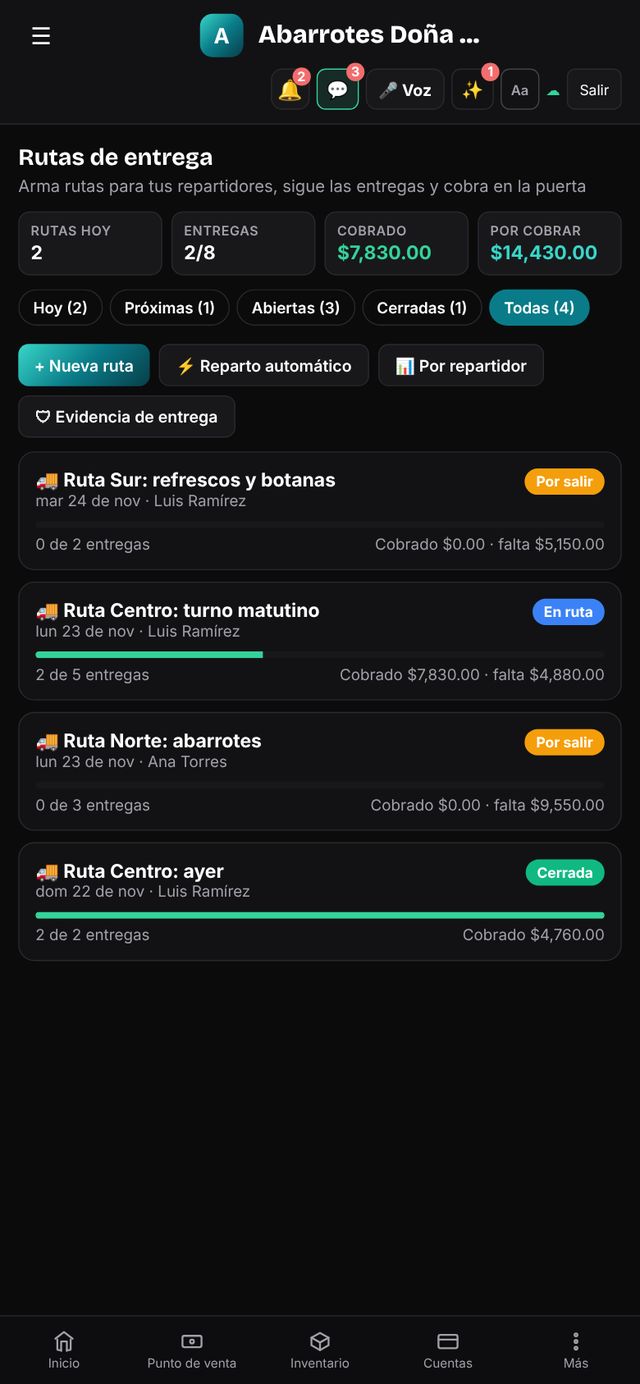 ☰ A Abarrotes Doña ...
🔔 2 💬 3 🎤 Voz ✨ 1 Aa ☁ Salir
Rutas de entrega
Arma rutas para tus repartidores, sigue las entregas y cobra en la puerta
RUTAS HOY ENTREGAS COBRADO POR COBRAR
2 2/8 $7,830.00 $14,430.00
Hoy (2) Próximas (1) Abiertas (3) Cerradas (1) Todas (4)
+ Nueva ruta ⚡ Reparto automático 📊 Por repartidor
🛡 Evidencia de entrega
🚚 Ruta Sur: refrescos y botanas Por salir
mar 24 de nov · Luis Ramírez
0 de 2 entregas Cobrado $0.00 · falta $5,150.00
🚚 Ruta Centro: turno matutino En ruta
lun 23 de nov · Luis Ramírez
2 de 5 entregas Cobrado $7,830.00 · falta $4,880.00
🚚 Ruta Norte: abarrotes Por salir
lun 23 de nov · Ana Torres
0 de 3 entregas Cobrado $0.00 · falta $9,550.00
🚚 Ruta Centro: ayer Cerrada
dom 22 de nov · Luis Ramírez
2 de 2 entregas Cobrado $4,760.00
Inicio Punto de venta Inventario Cuentas Más